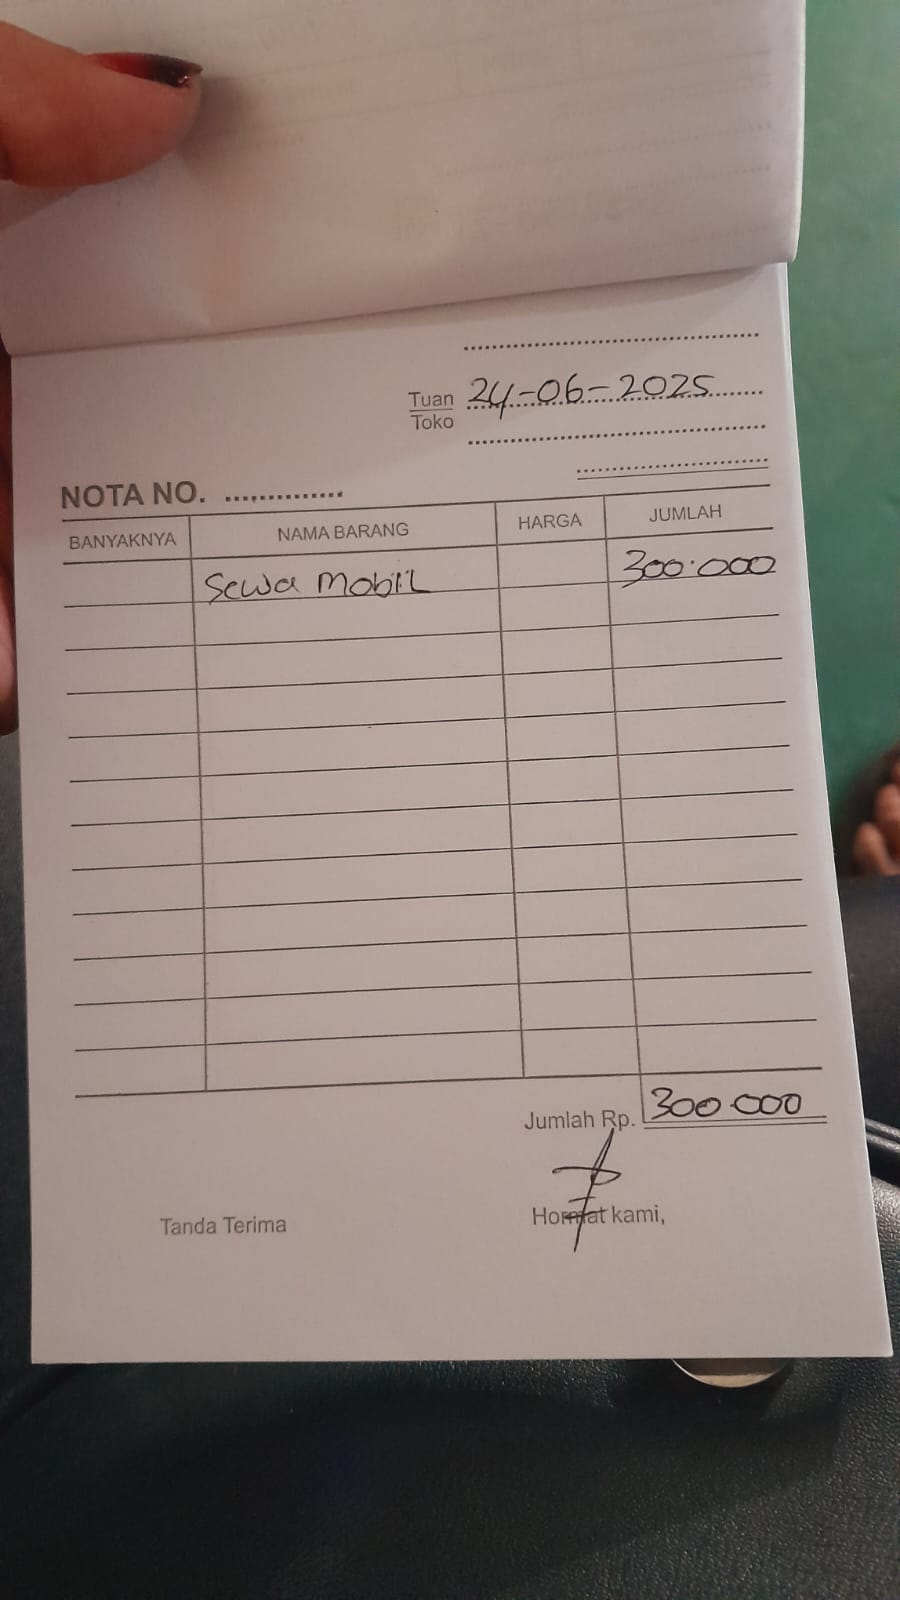 Tuan 24-06-2025
Toko
NOTA NO.
BANYAKNYA NAMA BARANG HARGA JUMLAH
Sewa Mobil 300.000
Jumlah Rp. 300.000
Tanda Terima Hormat kami,